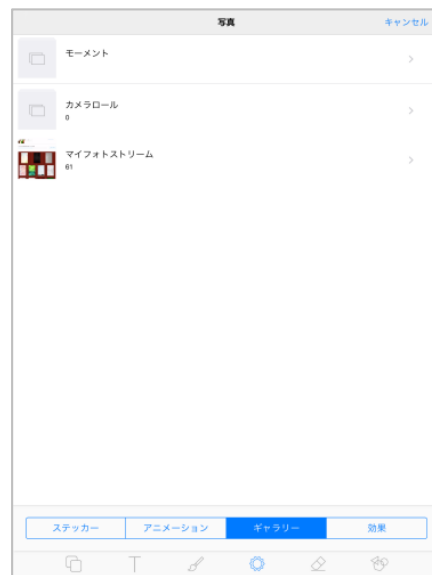 写真
キャンセル
モーメント
カメラロール
0
マイフォトストリーム
61
ステッカー
アニメーション
ギャラリー
効果